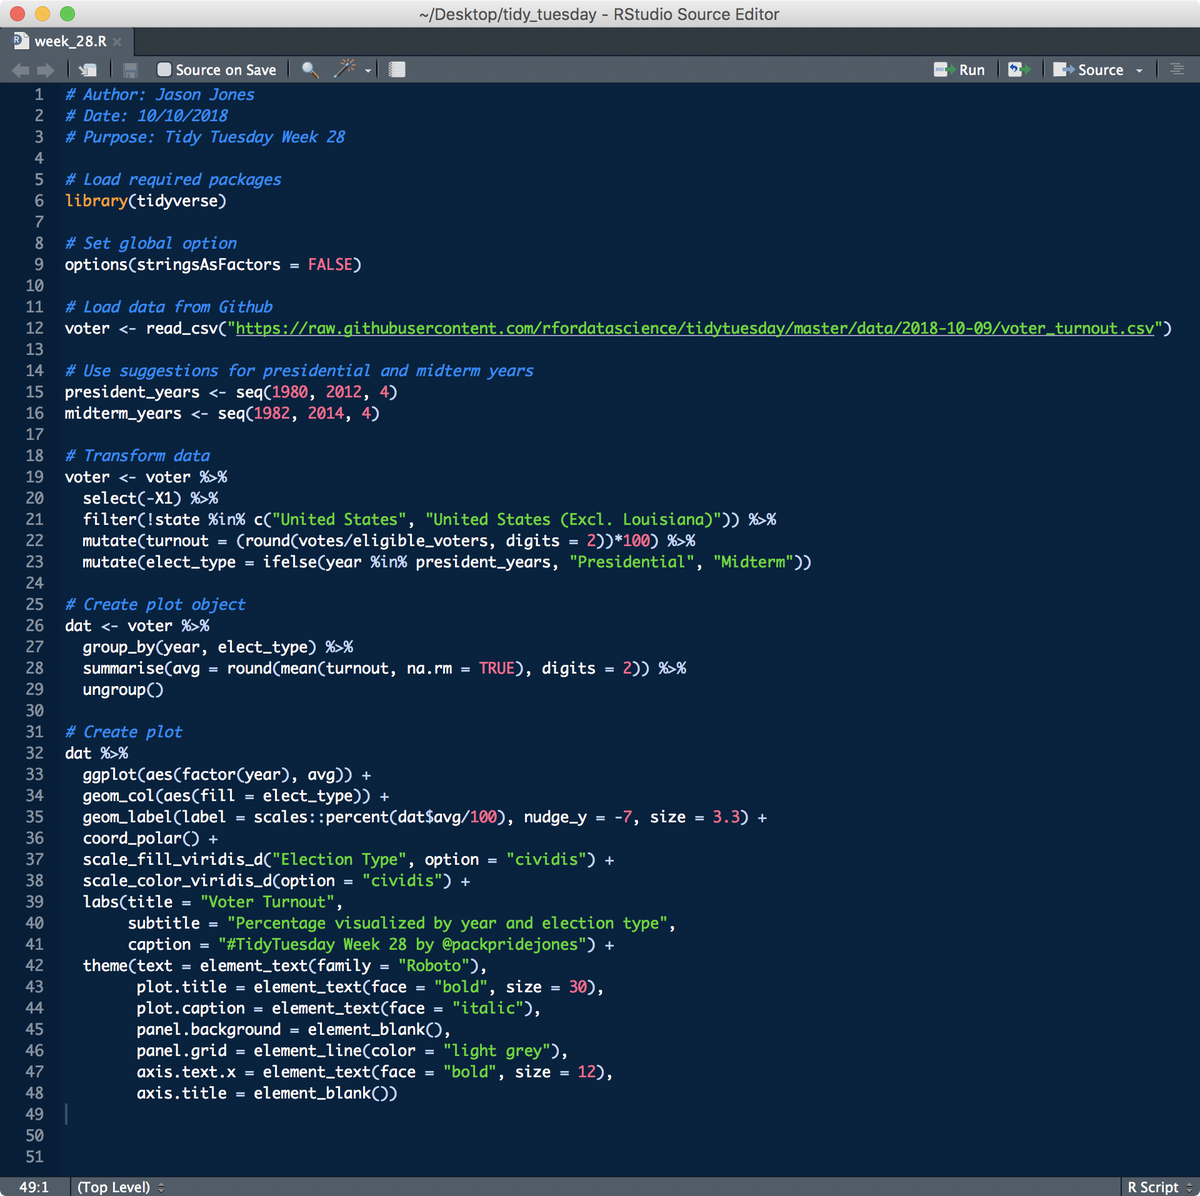 ~/Desktop/tidy_tuesday - RStudio Source Editor
week_28.R
Source on Save
Run
Source
1 # Author: Jason Jones
2 # Date: 10/10/2018
3 # Purpose: Tidy Tuesday Week 28
4
5 # Load required packages
6 library(tidyverse)
7
8 # Set global option
9 options(stringsAsFactors = FALSE)
10
11 # Load data from Github
12 voter <- read_csv("https://raw.githubusercontent.com/rfordatascience/tidytuesday/master/data/2018-10-09/voter_turnout.csv")
13
14 # Use suggestions for presidential and midterm years
15 president_years <- seq(1980, 2012, 4)
16 midterm_years <- seq(1982, 2014, 4)
17
18 # Transform data
19 voter <- voter %>%
20   select(-X1) %>%
21   filter(!state %in% c("United States", "United States (Excl. Louisiana)")) %>%
22   mutate(turnout = (round(votes/eligible_voters, digits = 2))*100) %>%
23   mutate(elect_type = ifelse(year %in% president_years, "Presidential", "Midterm"))
24
25 # Create plot object
26 dat <- voter %>%
27   group_by(year, elect_type) %>%
28   summarise(avg = round(mean(turnout, na.rm = TRUE), digits = 2)) %>%
29   ungroup()
30
31 # Create plot
32 dat %>%
33   ggplot(aes(factor(year), avg)) +
34   geom_col(aes(fill = elect_type)) +
35   geom_label(label = scales::percent(dat$avg/100), nudge_y = -7, size = 3.3) +
36   coord_polar() +
37   scale_fill_viridis_d("Election Type", option = "cividis") +
38   scale_color_viridis_d(option = "cividis") +
39   labs(title = "Voter Turnout",
40        subtitle = "Percentage visualized by year and election type",
41        caption = "#TidyTuesday Week 28 by @packpridejones") +
42   theme(text = element_text(family = "Roboto"),
43         plot.title = element_text(face = "bold", size = 30),
44         plot.caption = element_text(face = "italic"),
45         panel.background = element_blank(),
46         panel.grid = element_line(color = "light grey"),
47         axis.text.x = element_text(face = "bold", size = 12),
48         axis.title = element_blank())
49
50
51
49:1
(Top Level)
R Script